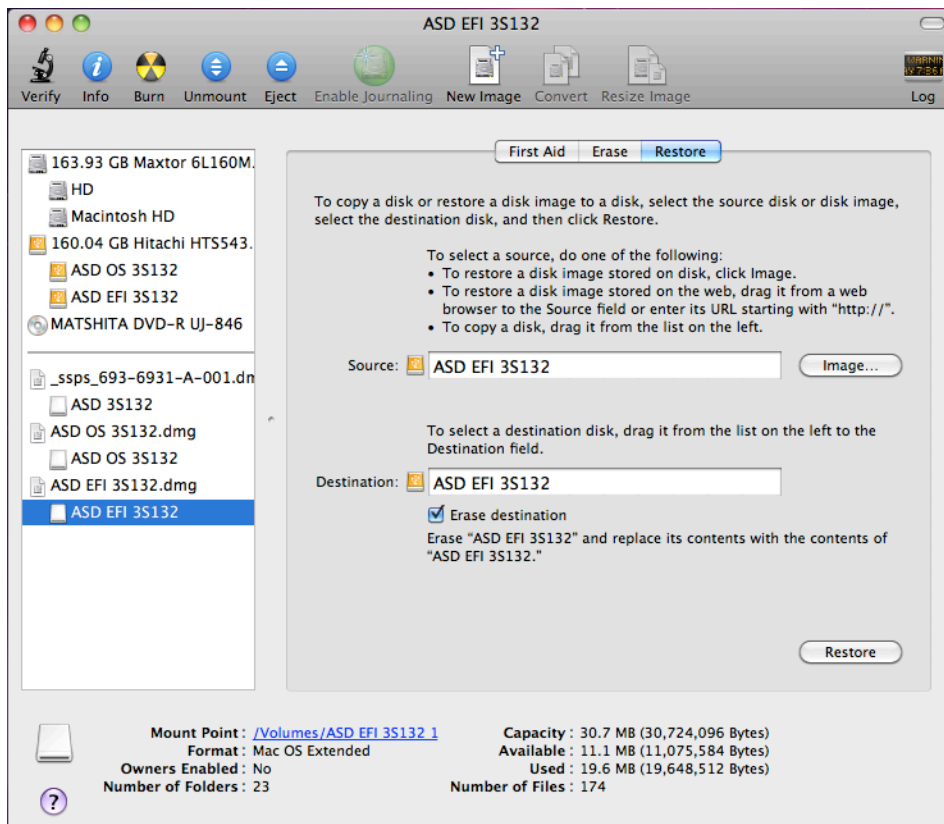 ASD EFI 3S132
Verify Info Burn Unmount Eject Enable Journaling New Image Convert Resize Image Log
163.93 GB Maxtor 6L160M.
HD
Macintosh HD
160.04 GB Hitachi HTS543.
ASD OS 3S132
ASD EFI 3S132
MATSHITA DVD-R UJ-846
_ssps_693-6931-A-001.dm
ASD 3S132
ASD OS 3S132.dmg
ASD OS 3S132
ASD EFI 3S132.dmg
ASD EFI 3S132
First Aid Erase Restore
To copy a disk or restore a disk image to a disk, select the source disk or disk image,
select the destination disk, and then click Restore.
To select a source, do one of the following:
• To restore a disk image stored on disk, click Image.
• To restore a disk image stored on the web, drag it from a web
browser to the Source field or enter its URL starting with “http://”.
• To copy a disk, drag it from the list on the left.
Source: ASD EFI 3S132 Image...
To select a destination disk, drag it from the list on the left to the
Destination field.
Destination: ASD EFI 3S132
Erase destination
Erase “ASD EFI 3S132” and replace its contents with the contents of
“ASD EFI 3S132.”
Restore
Mount Point : /Volumes/ASD EFI 3S132 1
Format : Mac OS Extended
Owners Enabled : No
Number of Folders : 23
Capacity : 30.7 MB (30,724,096 Bytes)
Available : 11.1 MB (11,075,584 Bytes)
Used : 19.6 MB (19,648,512 Bytes)
Number of Files : 174
?